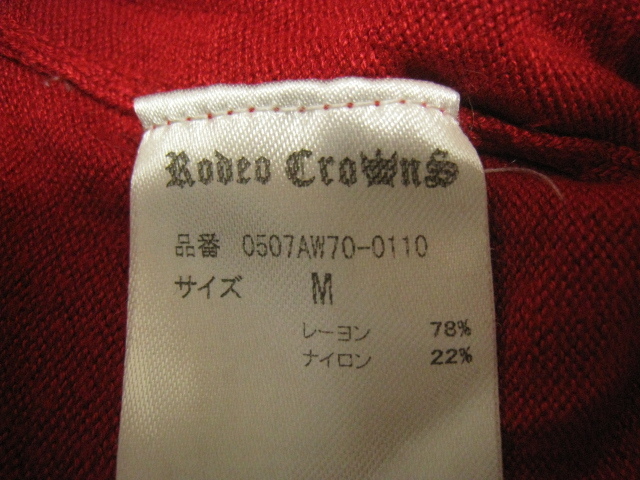 Rodeo Crowns
品番 0507AW70-0110
サイズ M
レーヨン 78%
ナイロン 22%